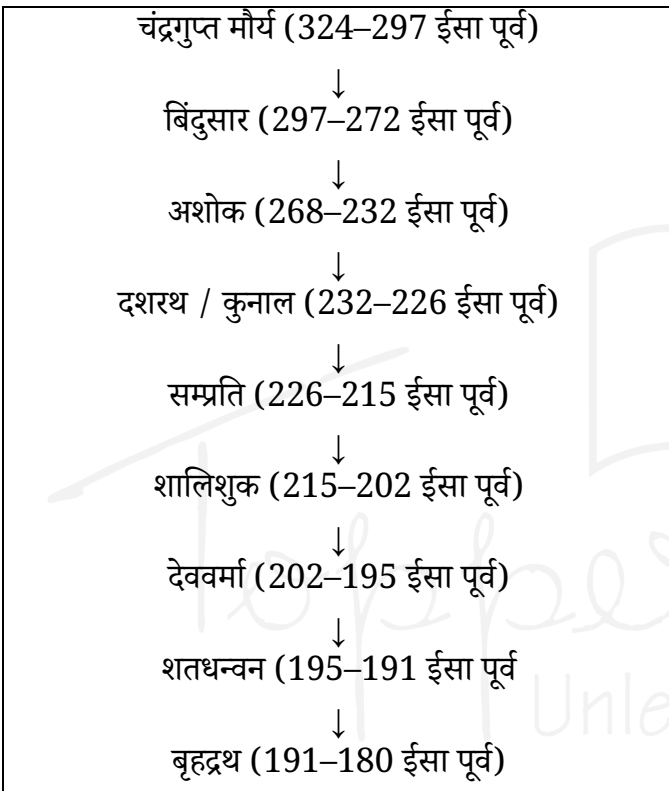 चंद्रगुप्त मौर्य (324–297 ईसा पूर्व)
↓
बिंदुसार (297–272 ईसा पूर्व)
↓
अशोक (268–232 ईसा पूर्व)
↓
दशरथ / कुनाल (232–226 ईसा पूर्व)
↓
सम्प्रति (226–215 ईसा पूर्व)
↓
शालिशुक (215–202 ईसा पूर्व)
↓
देववर्मा (202–195 ईसा पूर्व)
↓
शतधन्वन (195–191 ईसा पूर्व
↓
बृहद्रथ (191–180 ईसा पूर्व)